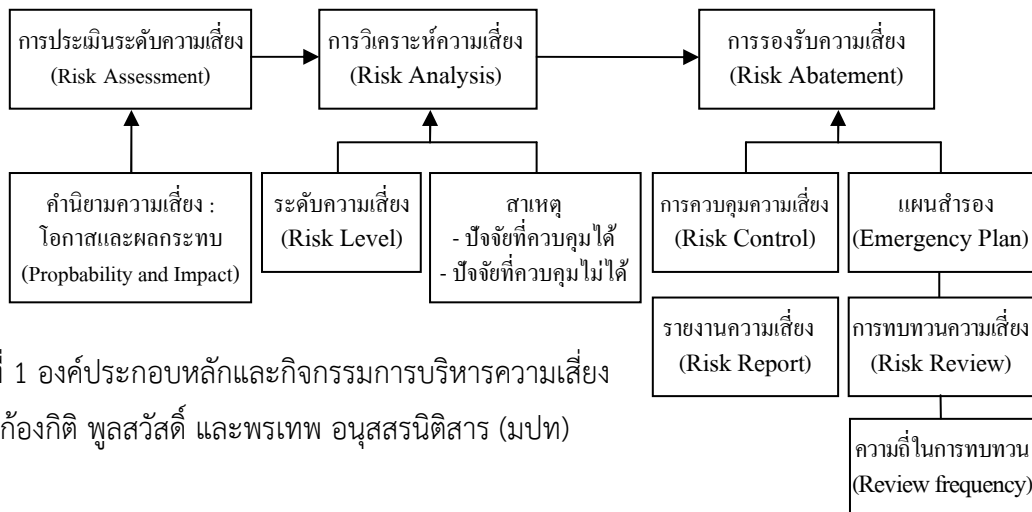 การประเมินระดับความเสี่ยง
(Risk Assessment)
การวิเคราะห์ความเสี่ยง
(Risk Analysis)
การรองรับความเสี่ยง
(Risk Abatement)
คำนิยามความเสี่ยง :
โอกาสและผลกระทบ
(Propbability and Impact)
ระดับความเสี่ยง
(Risk Level)
สาเหตุ
- ปัจจัยที่ควบคุมได้
- ปัจจัยที่ควบคุมไม่ได้
การควบคุมความเสี่ยง
(Risk Control)
แผนสำรอง
(Emergency Plan)
รายงานความเสี่ยง
(Risk Report)
การทบทวนความเสี่ยง
(Risk Review)
ความถี่ในการทบทวน
(Review frequency)
1 องค์ประกอบหลักและกิจกรรมการบริหารความเสี่ยง
ก้องกิติ พูลสวัสดิ์ และพรเทพ อนุสสรนิติสาร (มปท)